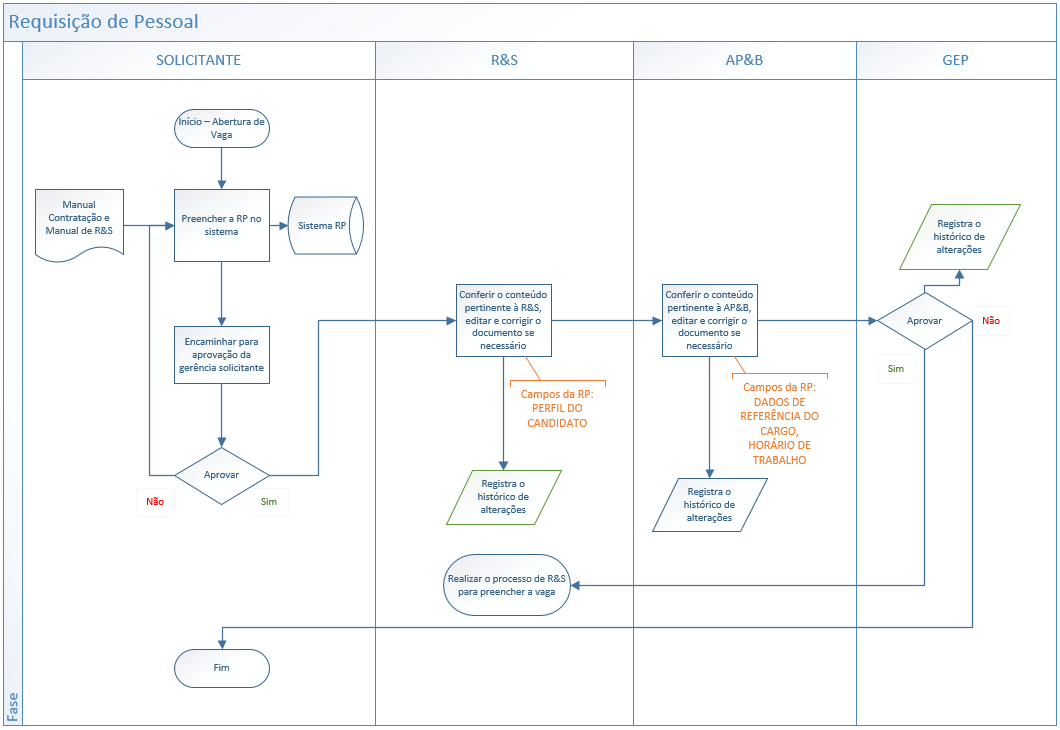 Requisição de Pessoal
SOLICITANTE
R&S
AP&B
GEP
Início – Abertura de
Vaga
Manual
Contratação e
Manual de R&S
Preencher a RP no
sistema
Sistema RP
Encaminhar para
aprovação da
gerência solicitante
Aprovar
Não
Sim
Conferir o conteúdo
pertinente à R&S,
editar e corrigir o
documento se
necessário
Campos da RP:
PERFIL DO
CANDIDATO
Registra o
histórico de
alterações
Realizar o processo de R&S
para preencher a vaga
Conferir o conteúdo
pertinente à AP&B,
editar e corrigir o
documento se
necessário
Campos da RP:
DADOS DE
REFERÊNCIA DO
CARGO,
HORÁRIO DE
TRABALHO
Registra o
histórico de
alterações
Registra o
histórico de
alterações
Aprovar
Não
Sim
Fim
Fase